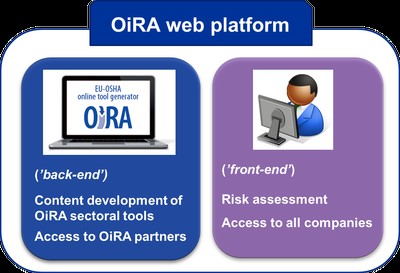 OiRA web platform
EU-OSHA
online tool generator
OiRA
('back-end')
Content development of
OiRA sectoral tools
Access to OiRA partners
('front-end')
Risk assessment
Access to all companies